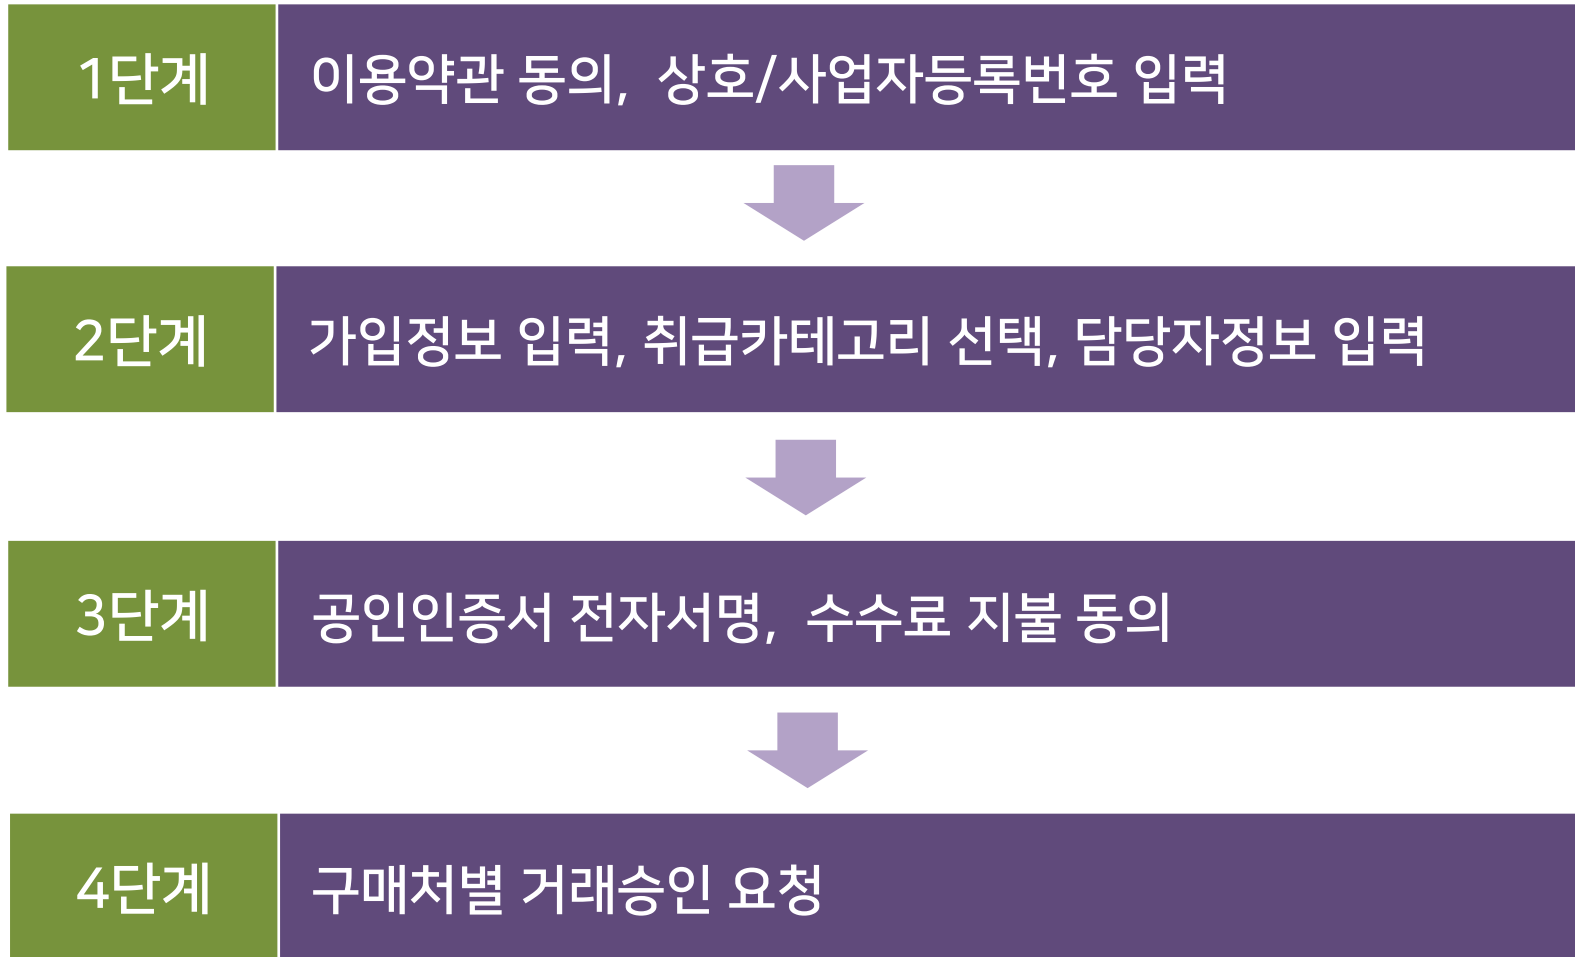 1단계 이용약관 동의, 상호/사업자등록번호 입력
2단계 가입정보 입력, 취급카테고리 선택, 담당자정보 입력
3단계 공인인증서 전자서명, 수수료 지불 동의
4단계 구매처별 거래승인 요청